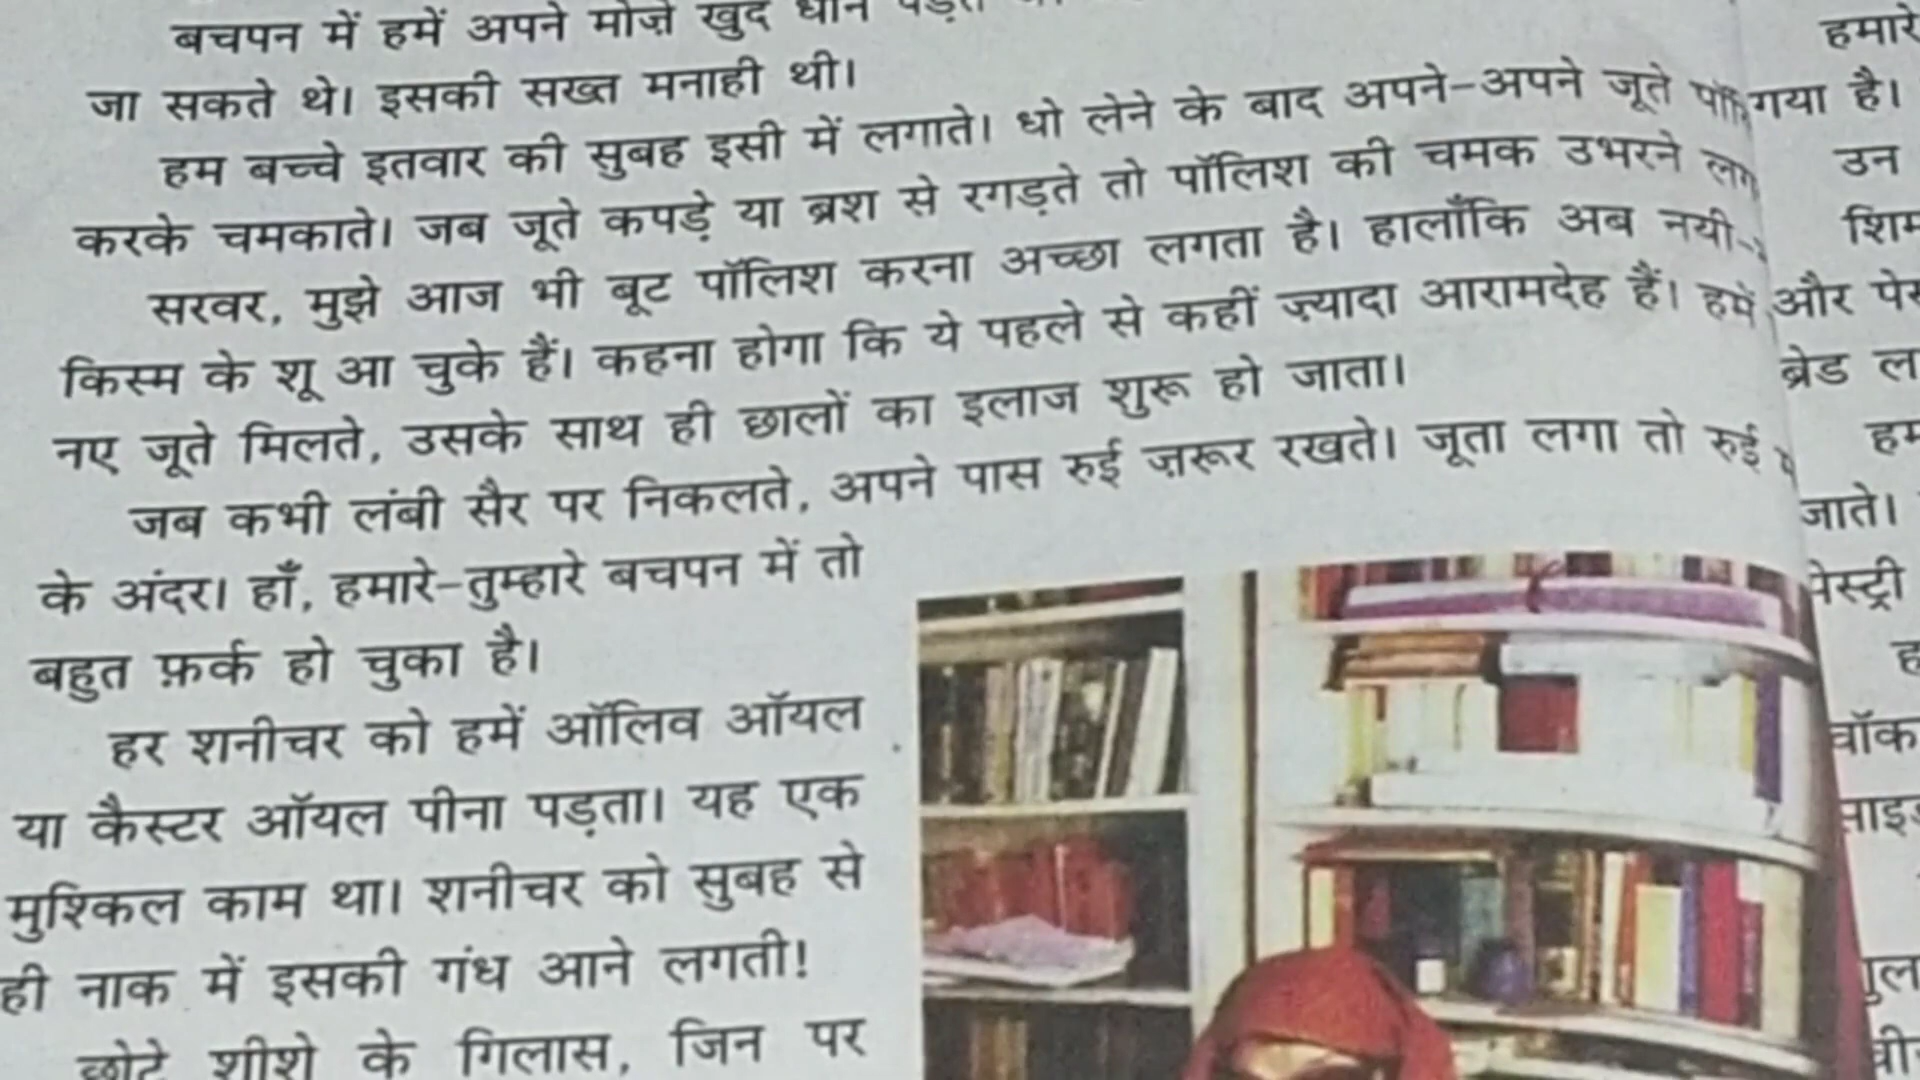 बचपन में हमें अपने मोज़े खुद धोने पड़ते
जा सकते थे। इसकी सख्त मनाही थी।
हम बच्चे इतवार की सुबह इसी में लगाते। धो लेने के बाद अपने-अपने जूते
करके चमकाते। जब जूते कपड़े या ब्रश से रगड़ते तो पॉलिश की चमक उभरने
सरवर, मुझे आज भी बूट पॉलिश करना अच्छा लगता है। हालाँकि अब नयी-
किस्म के शू आ चुके हैं। कहना होगा कि ये पहले से कहीं ज़्यादा आरामदेह हैं। हमें
नए जूते मिलते, उसके साथ ही छालों का इलाज शुरू हो जाता।
जब कभी लंबी सैर पर निकलते, अपने पास रुई ज़रूर रखते। जूता लगा तो रुई
के अंदर। हाँ, हमारे-तुम्हारे बचपन में तो
बहुत फ़र्क हो चुका है।
हर शनीचर को हमें ऑलिव ऑयल
या कैस्टर ऑयल पीना पड़ता। यह एक
मुश्किल काम था। शनीचर को सुबह से
ही नाक में इसकी गंध आने लगती!
छोटे शीशे के गिलास, जिन पर
हमारे
गया है।
उन
और
ब्रेड
जाते।